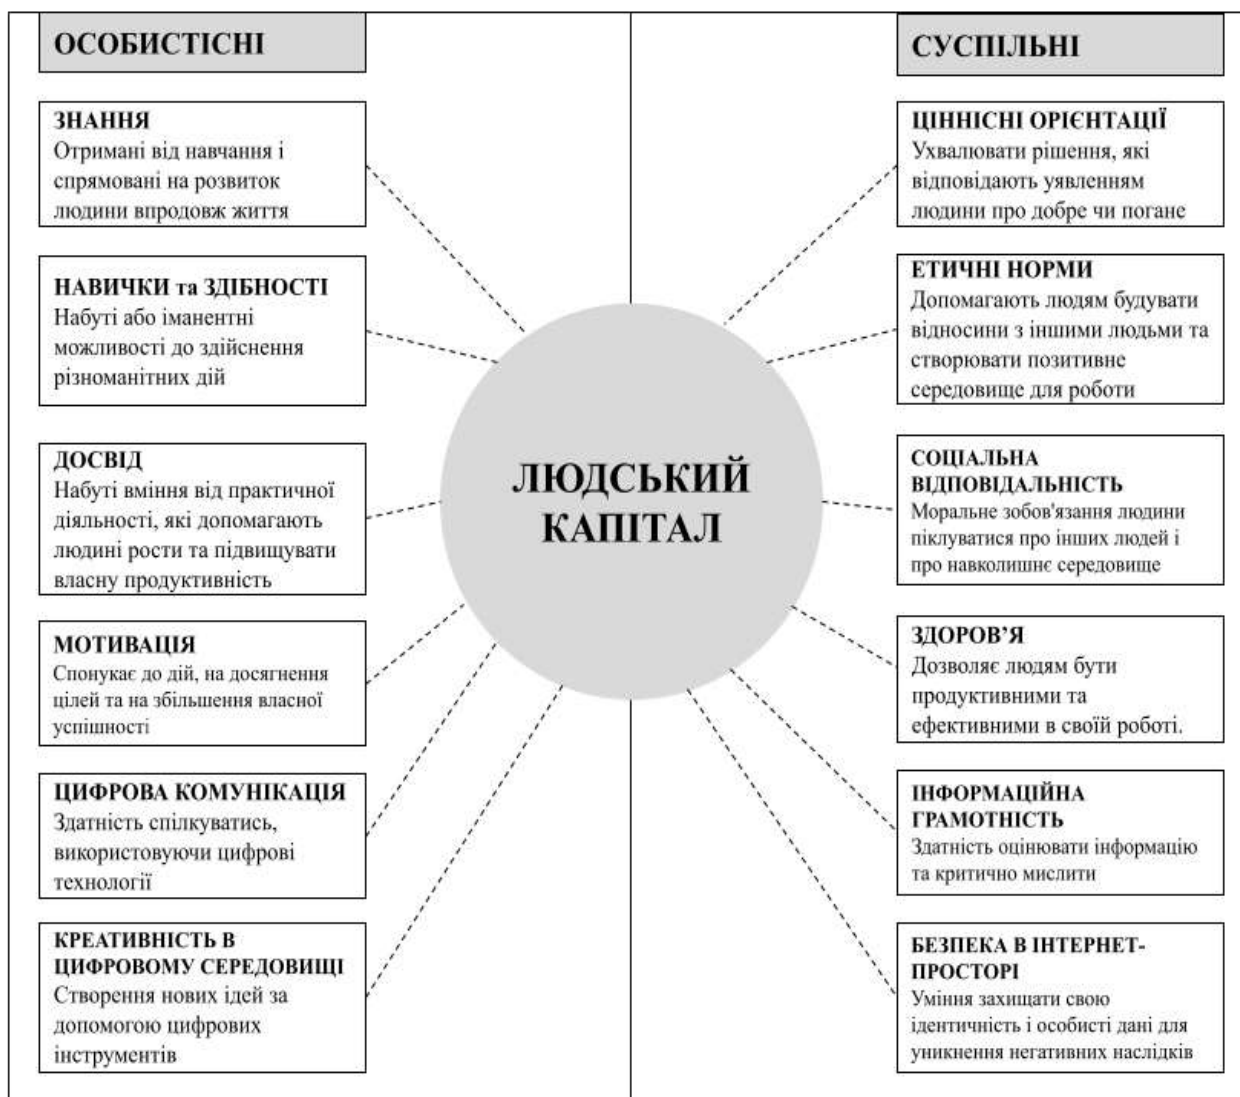 ОСОБИСТІСНІ
ЗНАННЯ
Отримані від навчання і
спрямовані на розвиток
людини впродовж життя
НАВИЧКИ та ЗДІБНОСТІ
Набуті або іманентні
можливості до здійснення
різноманітних дій
ДОСВІД
Набуті вміння від практичної
діяльності, які допомагають
людині рости та підвищувати
власну продуктивність
МОТИВАЦІЯ
Спонукає до дій, на досягнення
цілей та на збільшення власної
успішності
ЦИФРОВА КОМУНІКАЦІЯ
Здатність спілкуватись,
використовуючи цифрові
технології
КРЕАТИВНІСТЬ В
ЦИФРОВОМУ СЕРЕДОВИЩІ
Створення нових ідей за
допомогою цифрових
інструментів
ЛЮДСЬКИЙ
КАПІТАЛ
СУСПІЛЬНІ
ЦІННІСНІ ОРІЄНТАЦІЇ
Ухвалювати рішення, які
відповідають уявленням
людини про добре чи погане
ЕТИЧНІ НОРМИ
Допомагають людям будувати
відносини з іншими людьми та
створювати позитивне
середовище для роботи
СОЦІАЛЬНА
ВІДПОВІДАЛЬНІСТЬ
Моральне зобов'язання людини
піклуватися про інших людей і
про навколишнє середовище
ЗДОРОВ’Я
Дозволяє людям бути
продуктивними та
ефективними в своїй роботі.
ІНФОРМАЦІЙНА
ГРАМОТНІСТЬ
Здатність оцінювати інформацію
та критично мислити
БЕЗПЕКА В ІНТЕРНЕТ-
ПРОСТОРІ
Уміння захищати свою
ідентичність і особисті дані для
уникнення негативних наслідків